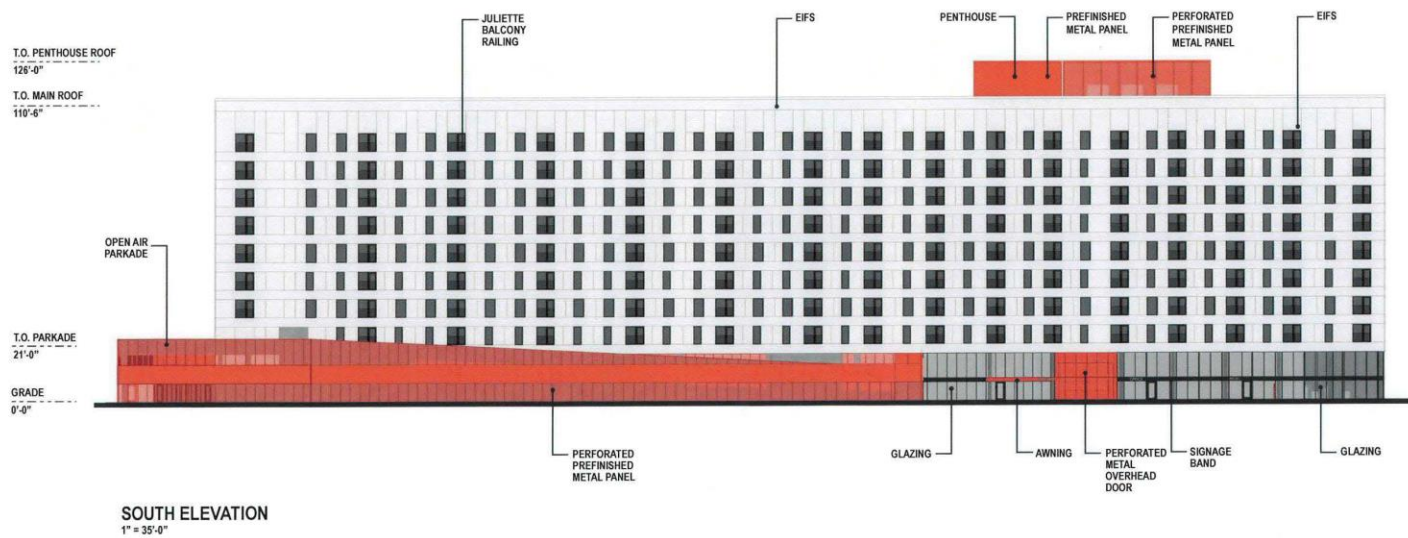 JULIETTE
BALCONY
RAILING
EIFS
PENTHOUSE
PREFINISHED
METAL PANEL
PERFORATED
PREFINISHED
METAL PANEL
EIFS
T.O. PENTHOUSE ROOF
126'-0"
T.O. MAIN ROOF
110'-6"
OPEN AIR
PARKADE
T.O. PARKADE
21'-0"
GRADE
0'-0"
PERFORATED
PREFINISHED
METAL PANEL
GLAZING
AWNING
PERFORATED
METAL
OVERHEAD
DOOR
SIGNAGE
BAND
GLAZING
SOUTH ELEVATION
1" = 35'-0"